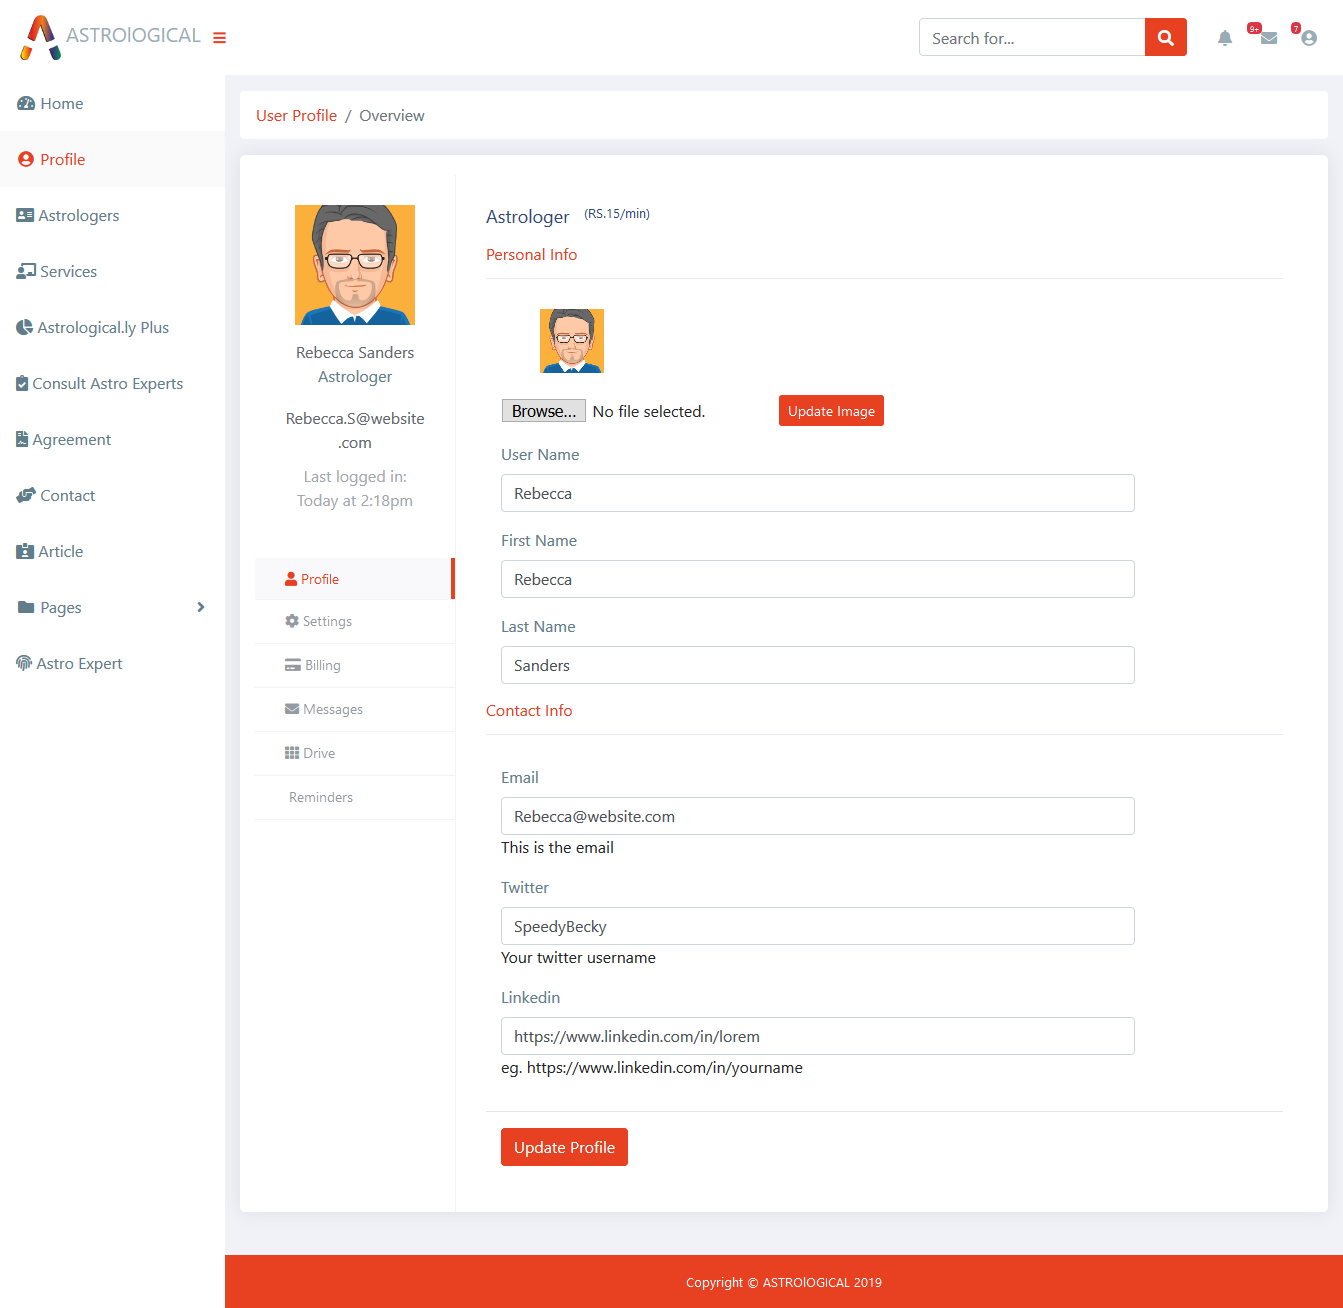 ASTROlOGICAL
Search for...
9+
7
Home
Profile
Astrologers
Services
Astrological.ly Plus
Consult Astro Experts
Agreement
Contact
Article
Pages
Astro Expert
User Profile / Overview
Rebecca Sanders
Astrologer
Rebecca.S@website
.com
Last logged in:
Today at 2:18pm
Profile
Settings
Billing
Messages
Drive
Reminders
Astrologer (RS.15/min)
Personal Info
Browse... No file selected. Update Image
User Name
Rebecca
First Name
Rebecca
Last Name
Sanders
Contact Info
Email
Rebecca@website.com
This is the email
Twitter
SpeedyBecky
Your twitter username
Linkedin
https://www.linkedin.com/in/lorem
eg. https://www.linkedin.com/in/yourname
Update Profile
Copyright © ASTROlOGICAL 2019